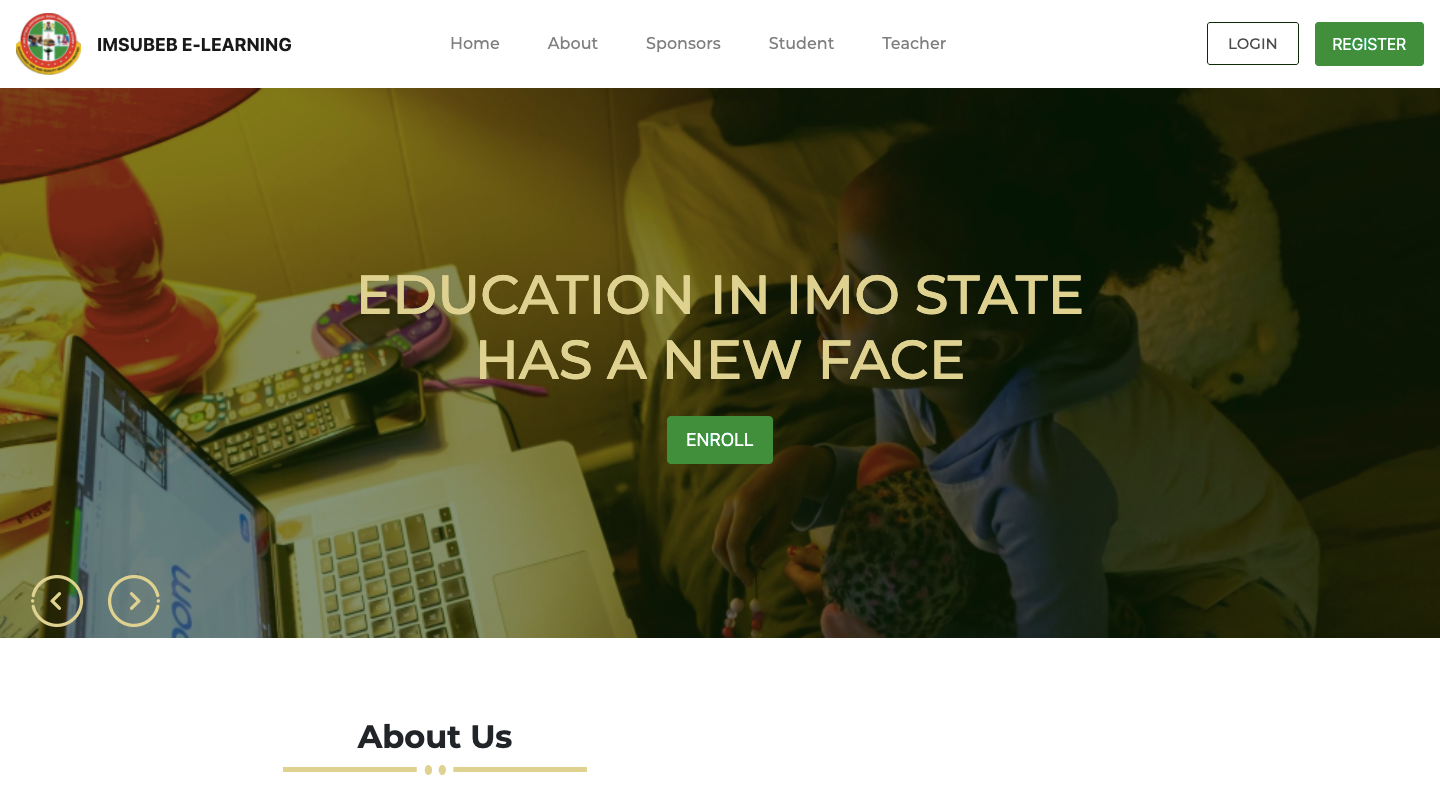 IMSUBEB E-LEARNING
Home
About
Sponsors
Student
Teacher
LOGIN
REGISTER
EDUCATION IN IMO STATE
HAS A NEW FACE
ENROLL
About Us